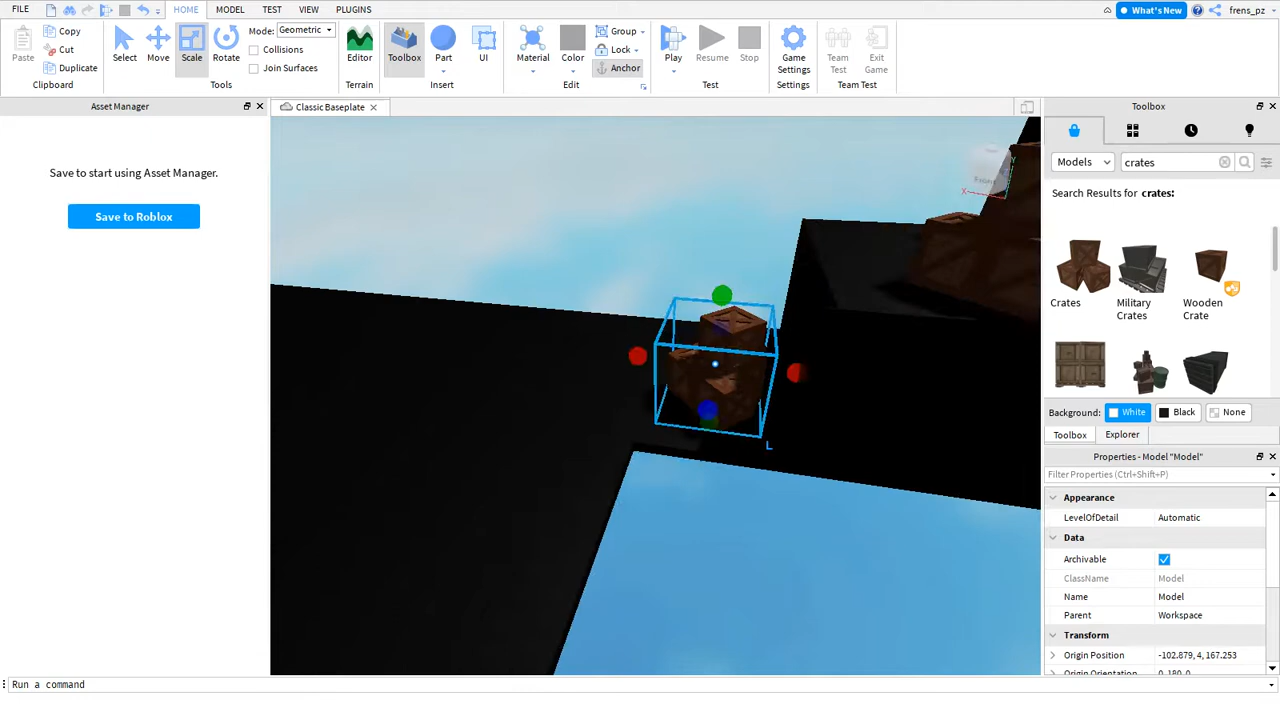 FILE HOME MODEL TEST VIEW PLUGINS What's New frens_pz
Paste Copy Cut Duplicate Clipboard
Select Move Scale Rotate Mode: Geometric Collisions Join Surfaces Tools
Editor Terrain
Toolbox Part UI Insert
Material Color Group Lock Anchor Edit
Play Resume Stop Test
Game Settings Settings
Team Test Exit Game Team Test
Asset Manager
Save to start using Asset Manager.
Save to Roblox
Classic Baseplate
X Y
L
Toolbox
Models crates
Search Results for crates:
Crates Military Crates Wooden Crate
Background: White Black None
Toolbox Explorer
Properties - Model "Model"
Filter Properties (Ctrl+Shift+P)
Appearance
LevelOfDetail Automatic
Data
Archivable
ClassName Model
Name Model
Parent Workspace
Transform
Origin Position -102.879, 4, 167.253
Origin Orientation 0, 180, 0
Run a command